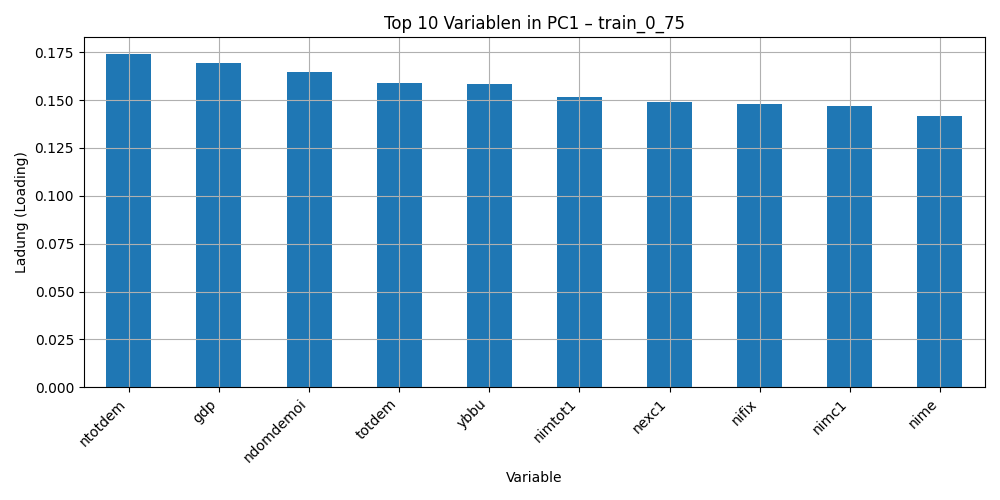 Top 10 Variablen in PC1 – train_0_75
Ladung (Loading)
0.175
0.150
0.125
0.100
0.075
0.050
0.025
0.000
ntotdem
gdp
ndomdemoi
totdem
ybbu
nimtot1
nexc1
nifix
nimc1
nime
Variable